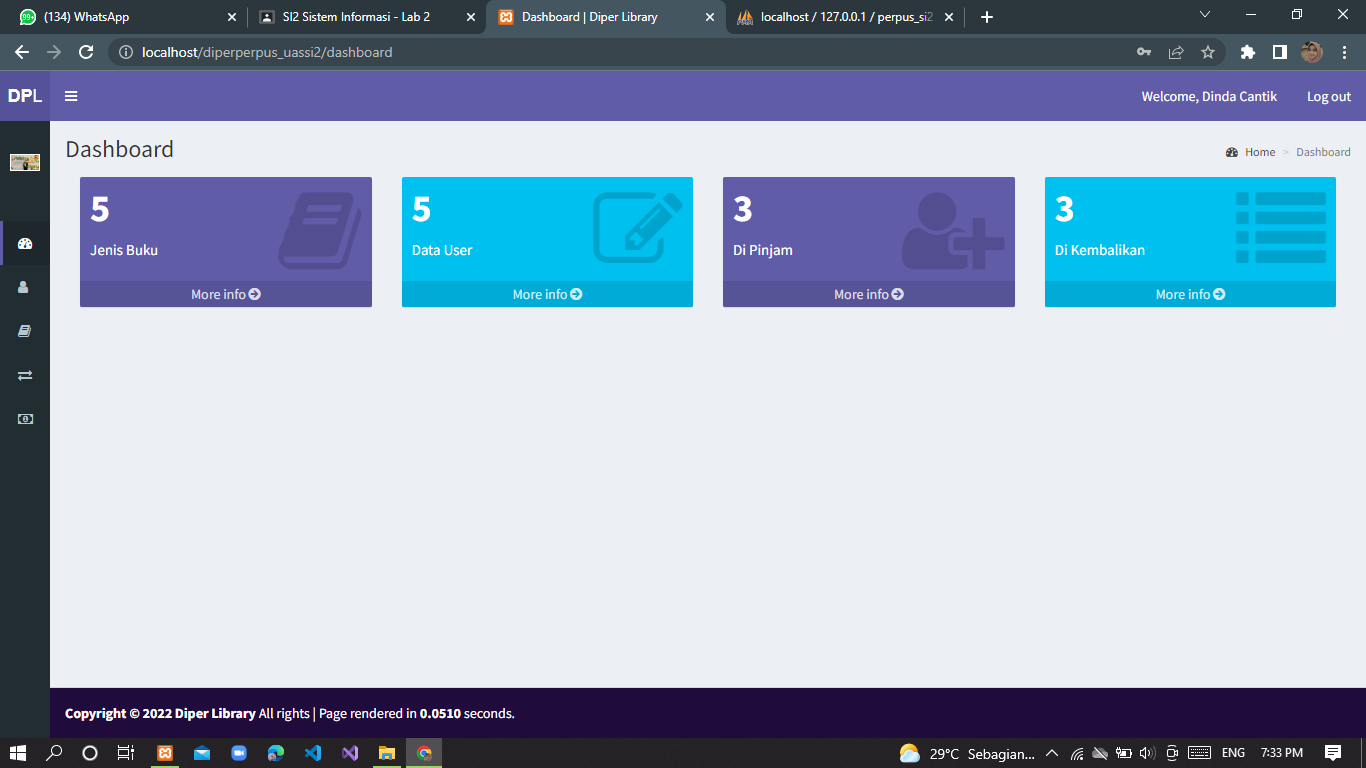 99+
(134) WhatsApp
SI2 Sistem Informasi - Lab 2
Dashboard | Diper Library
localhost / 127.0.0.1 / perpus_si2
localhost/diperperpus_uassi2/dashboard
DPL
Welcome, Dinda Cantik
Log out
Dashboard
Home > Dashboard
5
Jenis Buku
More info
5
Data User
More info
3
Di Pinjam
More info
3
Di Kembalikan
More info
Copyright © 2022 Diper Library All rights | Page rendered in 0.0510 seconds.
29°C Sebagian...
ENG
7:33 PM